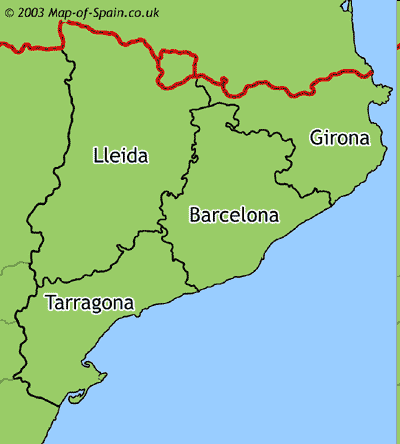 © 2003 Map-of-Spain.co.uk
Girona
Lleida
Barcelona
Tarragona